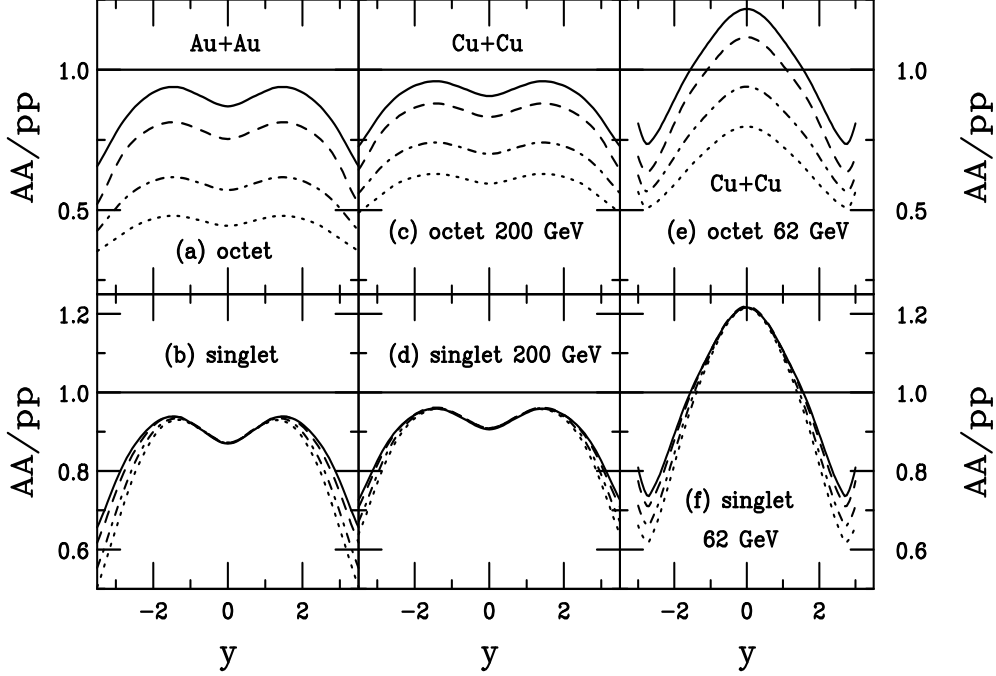 Au+Au
Cu+Cu
1.0
1.0
AA/pp
AA/pp
Cu+Cu
0.5
0.5
(a) octet
(c) octet 200 GeV
(e) octet 62 GeV
1.2
1.2
(b) singlet
(d) singlet 200 GeV
1.0
1.0
AA/pp
AA/pp
0.8
0.8
(f) singlet
62 GeV
0.6
0.6
−2 0 2 −2 0 2 −2 0 2
y y y